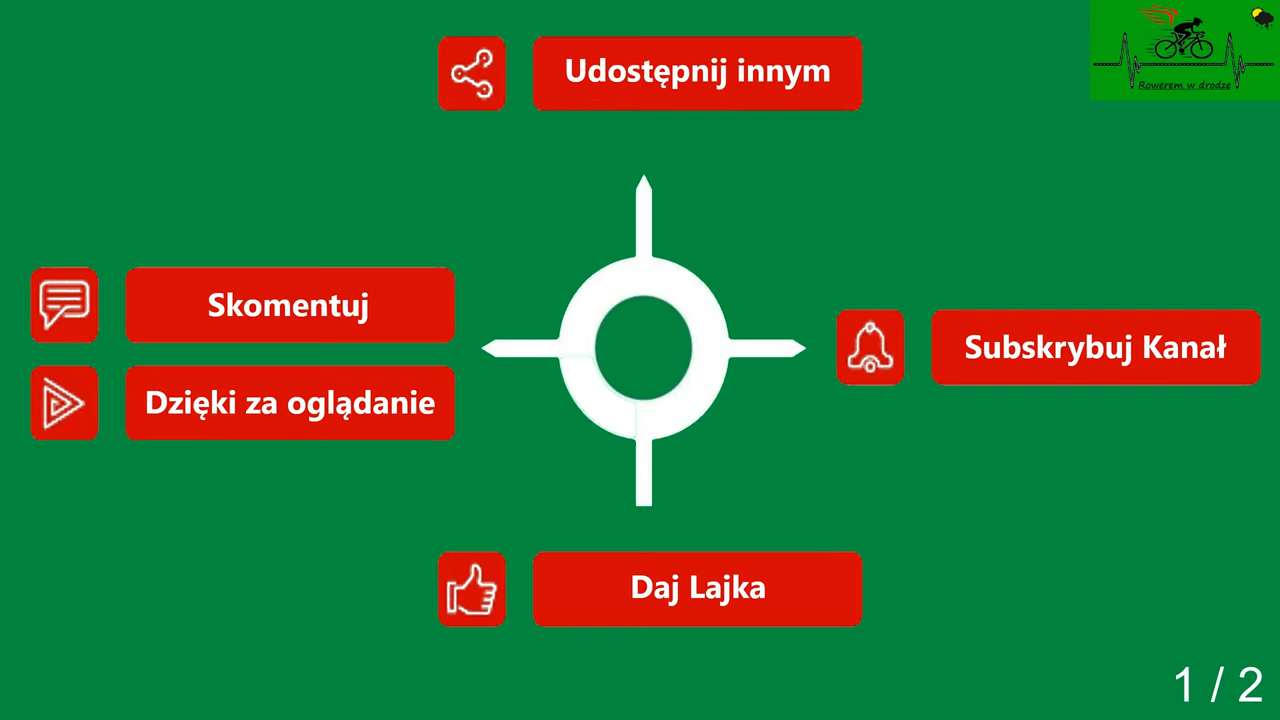 Udostępnij innym
Rowerem w drodze
Skomentuj
Subskrybuj Kanał
Dzięki za oglądanie
Daj Lajka
1 / 2